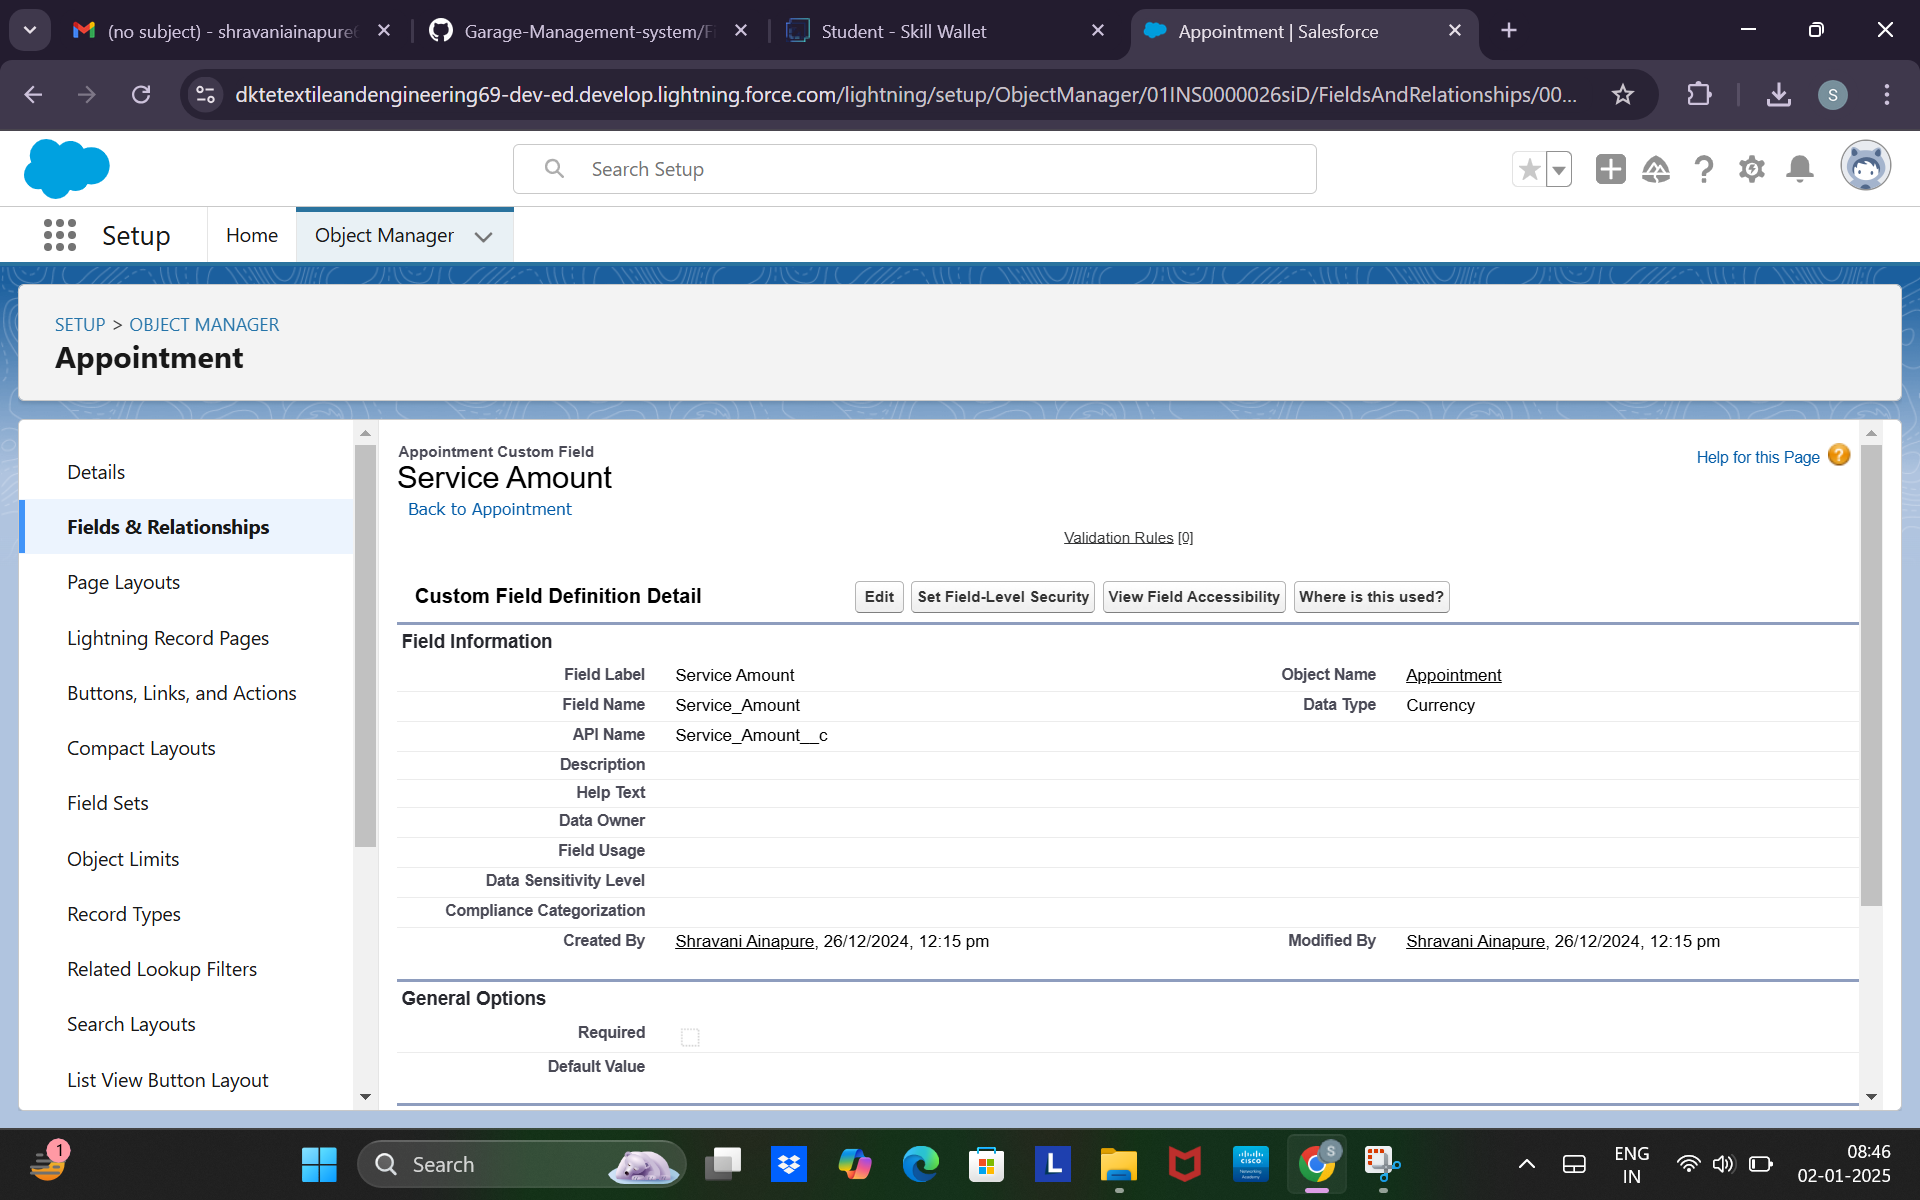 (no subject) - shravaniainapure
Garage-Management-system/Fi
Student - Skill Wallet
Appointment | Salesforce
dktetextileandengineering69-dev-ed.develop.lightning.force.com/lightning/setup/ObjectManager/01INS0000026siD/FieldsAndRelationships/00...
S
Search Setup
Setup
Home
Object Manager
SETUP > OBJECT MANAGER
Appointment
Details
Fields & Relationships
Page Layouts
Lightning Record Pages
Buttons, Links, and Actions
Compact Layouts
Field Sets
Object Limits
Record Types
Related Lookup Filters
Search Layouts
List View Button Layout
Appointment Custom Field
Service Amount
Back to Appointment
Help for this Page ?
Validation Rules [0]
Custom Field Definition Detail
Edit
Set Field-Level Security
View Field Accessibility
Where is this used?
Field Information
Field Label Service Amount Object Name Appointment
Field Name Service_Amount Data Type Currency
API Name Service_Amount__c
Description
Help Text
Data Owner
Field Usage
Data Sensitivity Level
Compliance Categorization
Created By Shravani Ainapure, 26/12/2024, 12:15 pm Modified By Shravani Ainapure, 26/12/2024, 12:15 pm
General Options
Required
Default Value
1
Search
L
CISCO
S
ENG
IN
08:46
02-01-2025